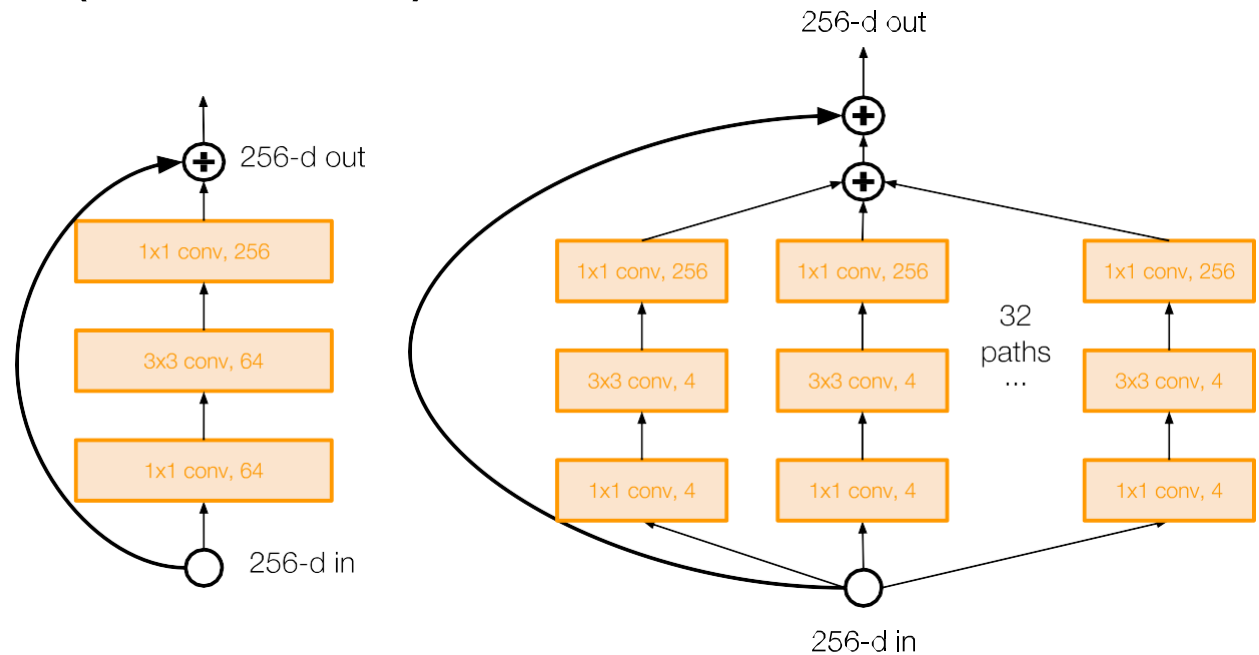 256-d out
1x1 conv, 256
3x3 conv, 64
1x1 conv, 64
256-d in
256-d out
1x1 conv, 256
1x1 conv, 256
1x1 conv, 256
32
paths
...
3x3 conv, 4
3x3 conv, 4
3x3 conv, 4
1x1 conv, 4
1x1 conv, 4
1x1 conv, 4
256-d in